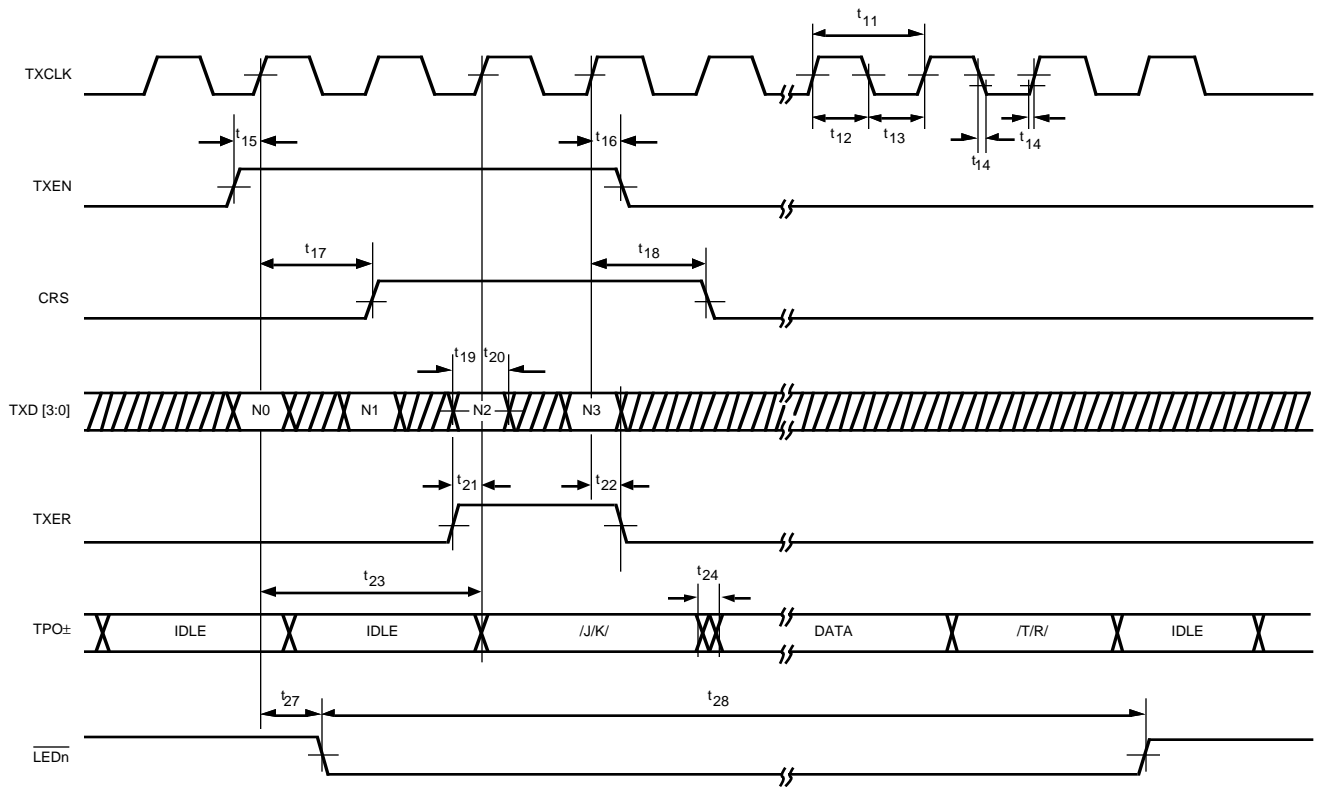 t11
TXCLK
t12 t13 t14 t14
t15 t16
TXEN
t17 t18
CRS
t19 t20
TXD [3:0] N0 N1 N2 N3
t21 t22
TXER
t23 t24
TPO± IDLE IDLE /J/K/ DATA /T/R/ IDLE
t27 t28
LEDn